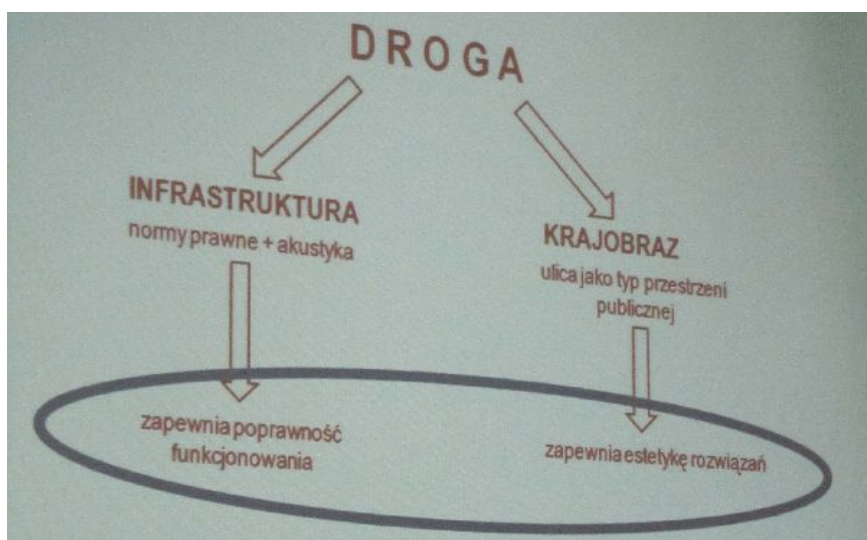 DROGA
INFRASTRUKTURA
normy prawne + akustyka
KRAJOBRAZ
ulica jako typ przestrzeni
publicznej
zapewnia poprawność
funkcjonowania
zapewnia estetykę rozwiązań